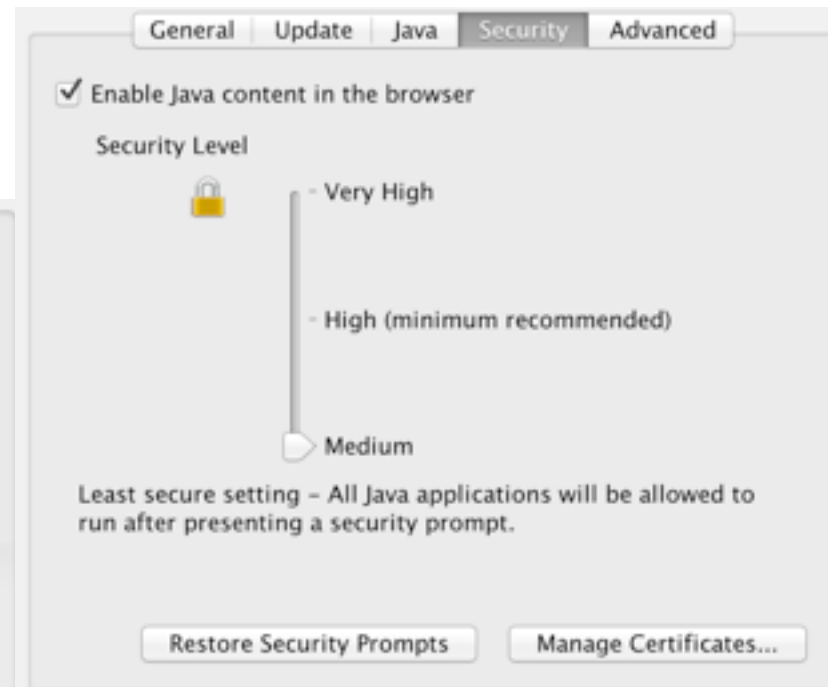 General Update Java Security Advanced
Enable Java content in the browser
Security Level
- Very High
- High (minimum recommended)
Medium
Least secure setting – All Java applications will be allowed to
run after presenting a security prompt.
Restore Security Prompts Manage Certificates...